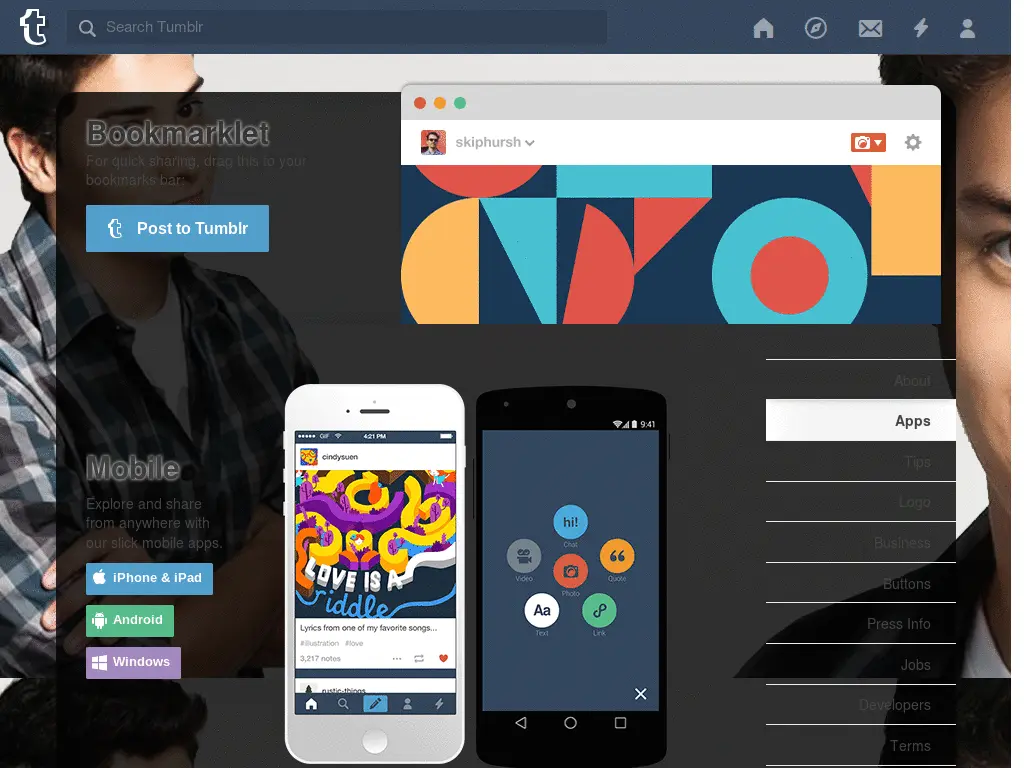 Search Tumblr
Bookmarklet
For quick sharing, drag this to your
bookmarks bar:
Post to Tumblr
skiphursh
Mobile
Explore and share
from anywhere with
our slick mobile apps.
iPhone & iPad
Android
Windows
GIF
4:21 PM
cindysuen
LOVE IS A
riddle
Lyrics from one of my favorite songs...
#illustration #love
3,217 notes
rustic-things
9:41
hi!
Chat
Video
Quote
Photo
Aa
Text
Link
About
Apps
Tips
Logo
Business
Buttons
Press Info
Jobs
Developers
Terms